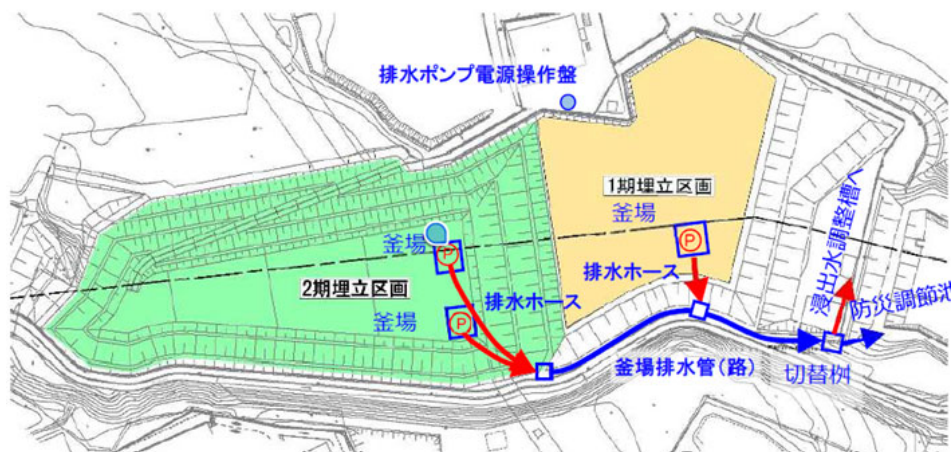 排水ポンプ電源操作盤
1期埋立区画
釜場
釜場
P
P
排水ホース
浸出水調整槽へ
2期埋立区画
排水ホース
防災調節池
釜場
P
釜場排水管(路)
切替桝